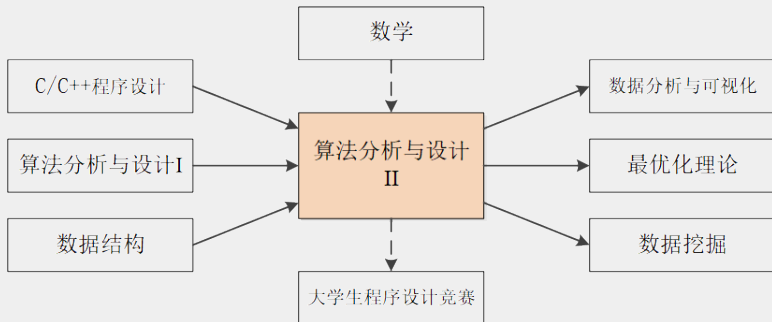 数学
C/C++程序设计
数据分析与可视化
算法分析与设计I
算法分析与设计
II
最优化理论
数据结构
数据挖掘
大学生程序设计竞赛